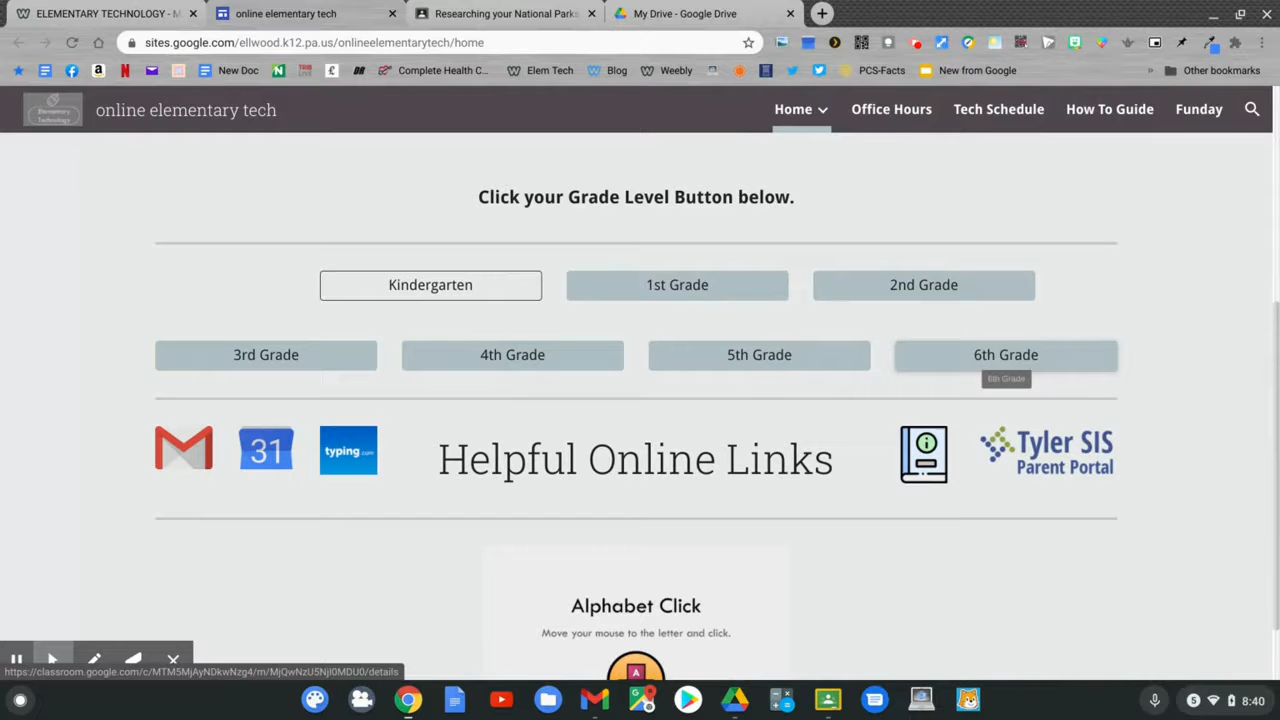 ELEMENTARY TECHNOLOGY - M
online elementary tech
Researching your National Parks
My Drive - Google Drive
sites.google.com/ellwood.k12.pa.us/onlineelementarytech/home
New Doc
Complete Health C...
Elem Tech
Blog
Weebly
PCS-Facts
New from Google
»
Other bookmarks
online elementary tech
Home
Office Hours
Tech Schedule
How To Guide
Funday
Click your Grade Level Button below.
Kindergarten
1st Grade
2nd Grade
3rd Grade
4th Grade
5th Grade
6th Grade
6th Grade
31
typing.com
Helpful Online Links
Tyler SIS
Parent Portal
Alphabet Click
Move your mouse to the letter and click.
A
https://classroom.google.com/c/MTM5MjAyNDkwNzg4/m/MjQwNzU5NjI0MDU0/details
5
8:40